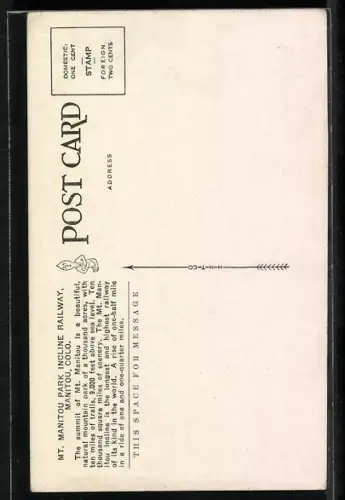 MT. MANITOU PARK INCLINE RAILWAY,
MANITOU, COLO.
The summit of Mt. Manitou is a beautiful,
natural mountain park of a thousand acres, with
ten miles of trails, 9,000 feet above sea level. Ten
thousand square miles of scenery. The Mt. Man-
itou Incline is the longest and highest railway
of its kind in the world. A rise of one-half mile
in a ride of one and one-quarter miles.
THIS SPACE FOR MESSAGE
POST CARD
ADDRESS
DOMESTIC:
ONE CENT
STAMP
FOREIGN:
TWO CENTS